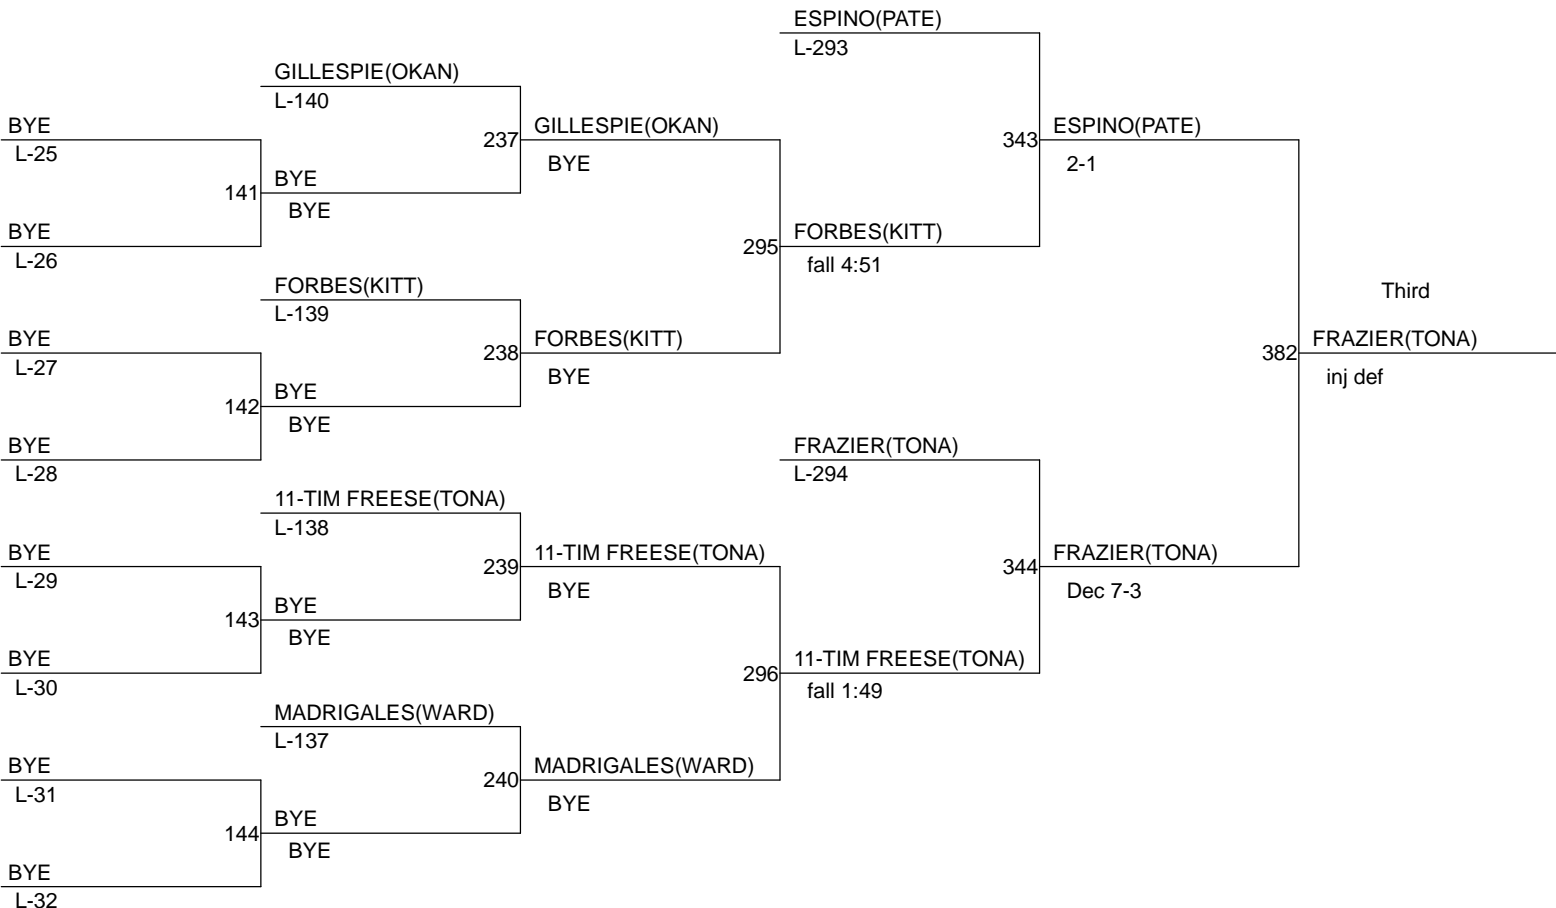 ESPINO(PATE)
L-293
GILLESPIE(OKAN)
L-140
BYE
L-25
237
GILLESPIE(OKAN)
BYE
343
ESPINO(PATE)
2-1
141
BYE
BYE
BYE
L-26
295
FORBES(KITT)
fall 4:51
FORBES(KITT)
L-139
Third
BYE
L-27
238
FORBES(KITT)
BYE
382
FRAZIER(TONA)
inj def
142
BYE
BYE
BYE
L-28
FRAZIER(TONA)
L-294
11-TIM FREESE(TONA)
L-138
BYE
L-29
239
11-TIM FREESE(TONA)
BYE
344
FRAZIER(TONA)
Dec 7-3
143
BYE
BYE
BYE
L-30
296
11-TIM FREESE(TONA)
fall 1:49
MADRIGALES(WARD)
L-137
BYE
L-31
240
MADRIGALES(WARD)
BYE
144
BYE
BYE
BYE
L-32